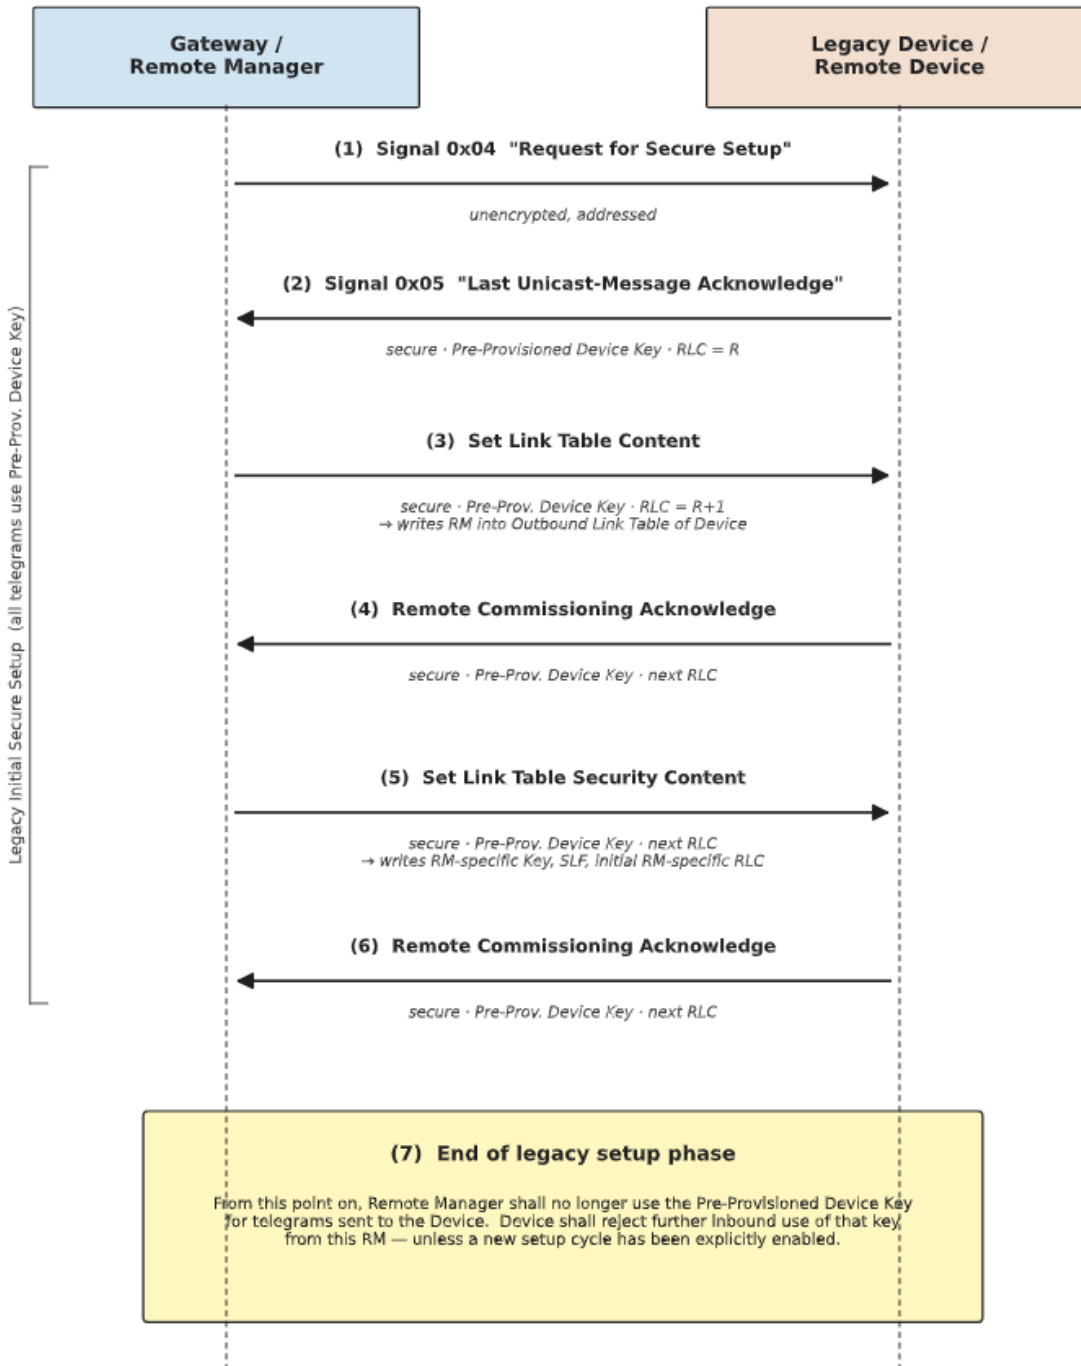 Gateway /
Remote Manager
Legacy Device /
Remote Device
(1)  Signal 0x04  "Request for Secure Setup"
unencrypted, addressed
(2)  Signal 0x05  "Last Unicast-Message Acknowledge"
secure · Pre-Provisioned Device Key · RLC = R
(3)  Set Link Table Content
secure · Pre-Prov. Device Key · RLC = R+1
→ writes RM into Outbound Link Table of Device
(4)  Remote Commissioning Acknowledge
secure · Pre-Prov. Device Key · next RLC
(5)  Set Link Table Security Content
secure · Pre-Prov. Device Key · next RLC
→ writes RM-specific Key, SLF, initial RM-specific RLC
(6)  Remote Commissioning Acknowledge
secure · Pre-Prov. Device Key · next RLC
Legacy Initial Secure Setup  (all telegrams use Pre-Prov. Device Key)
(7)  End of legacy setup phase
From this point on, Remote Manager shall no longer use the Pre-Provisioned Device Key
for telegrams sent to the Device.  Device shall reject further inbound use of that key
from this RM — unless a new setup cycle has been explicitly enabled.